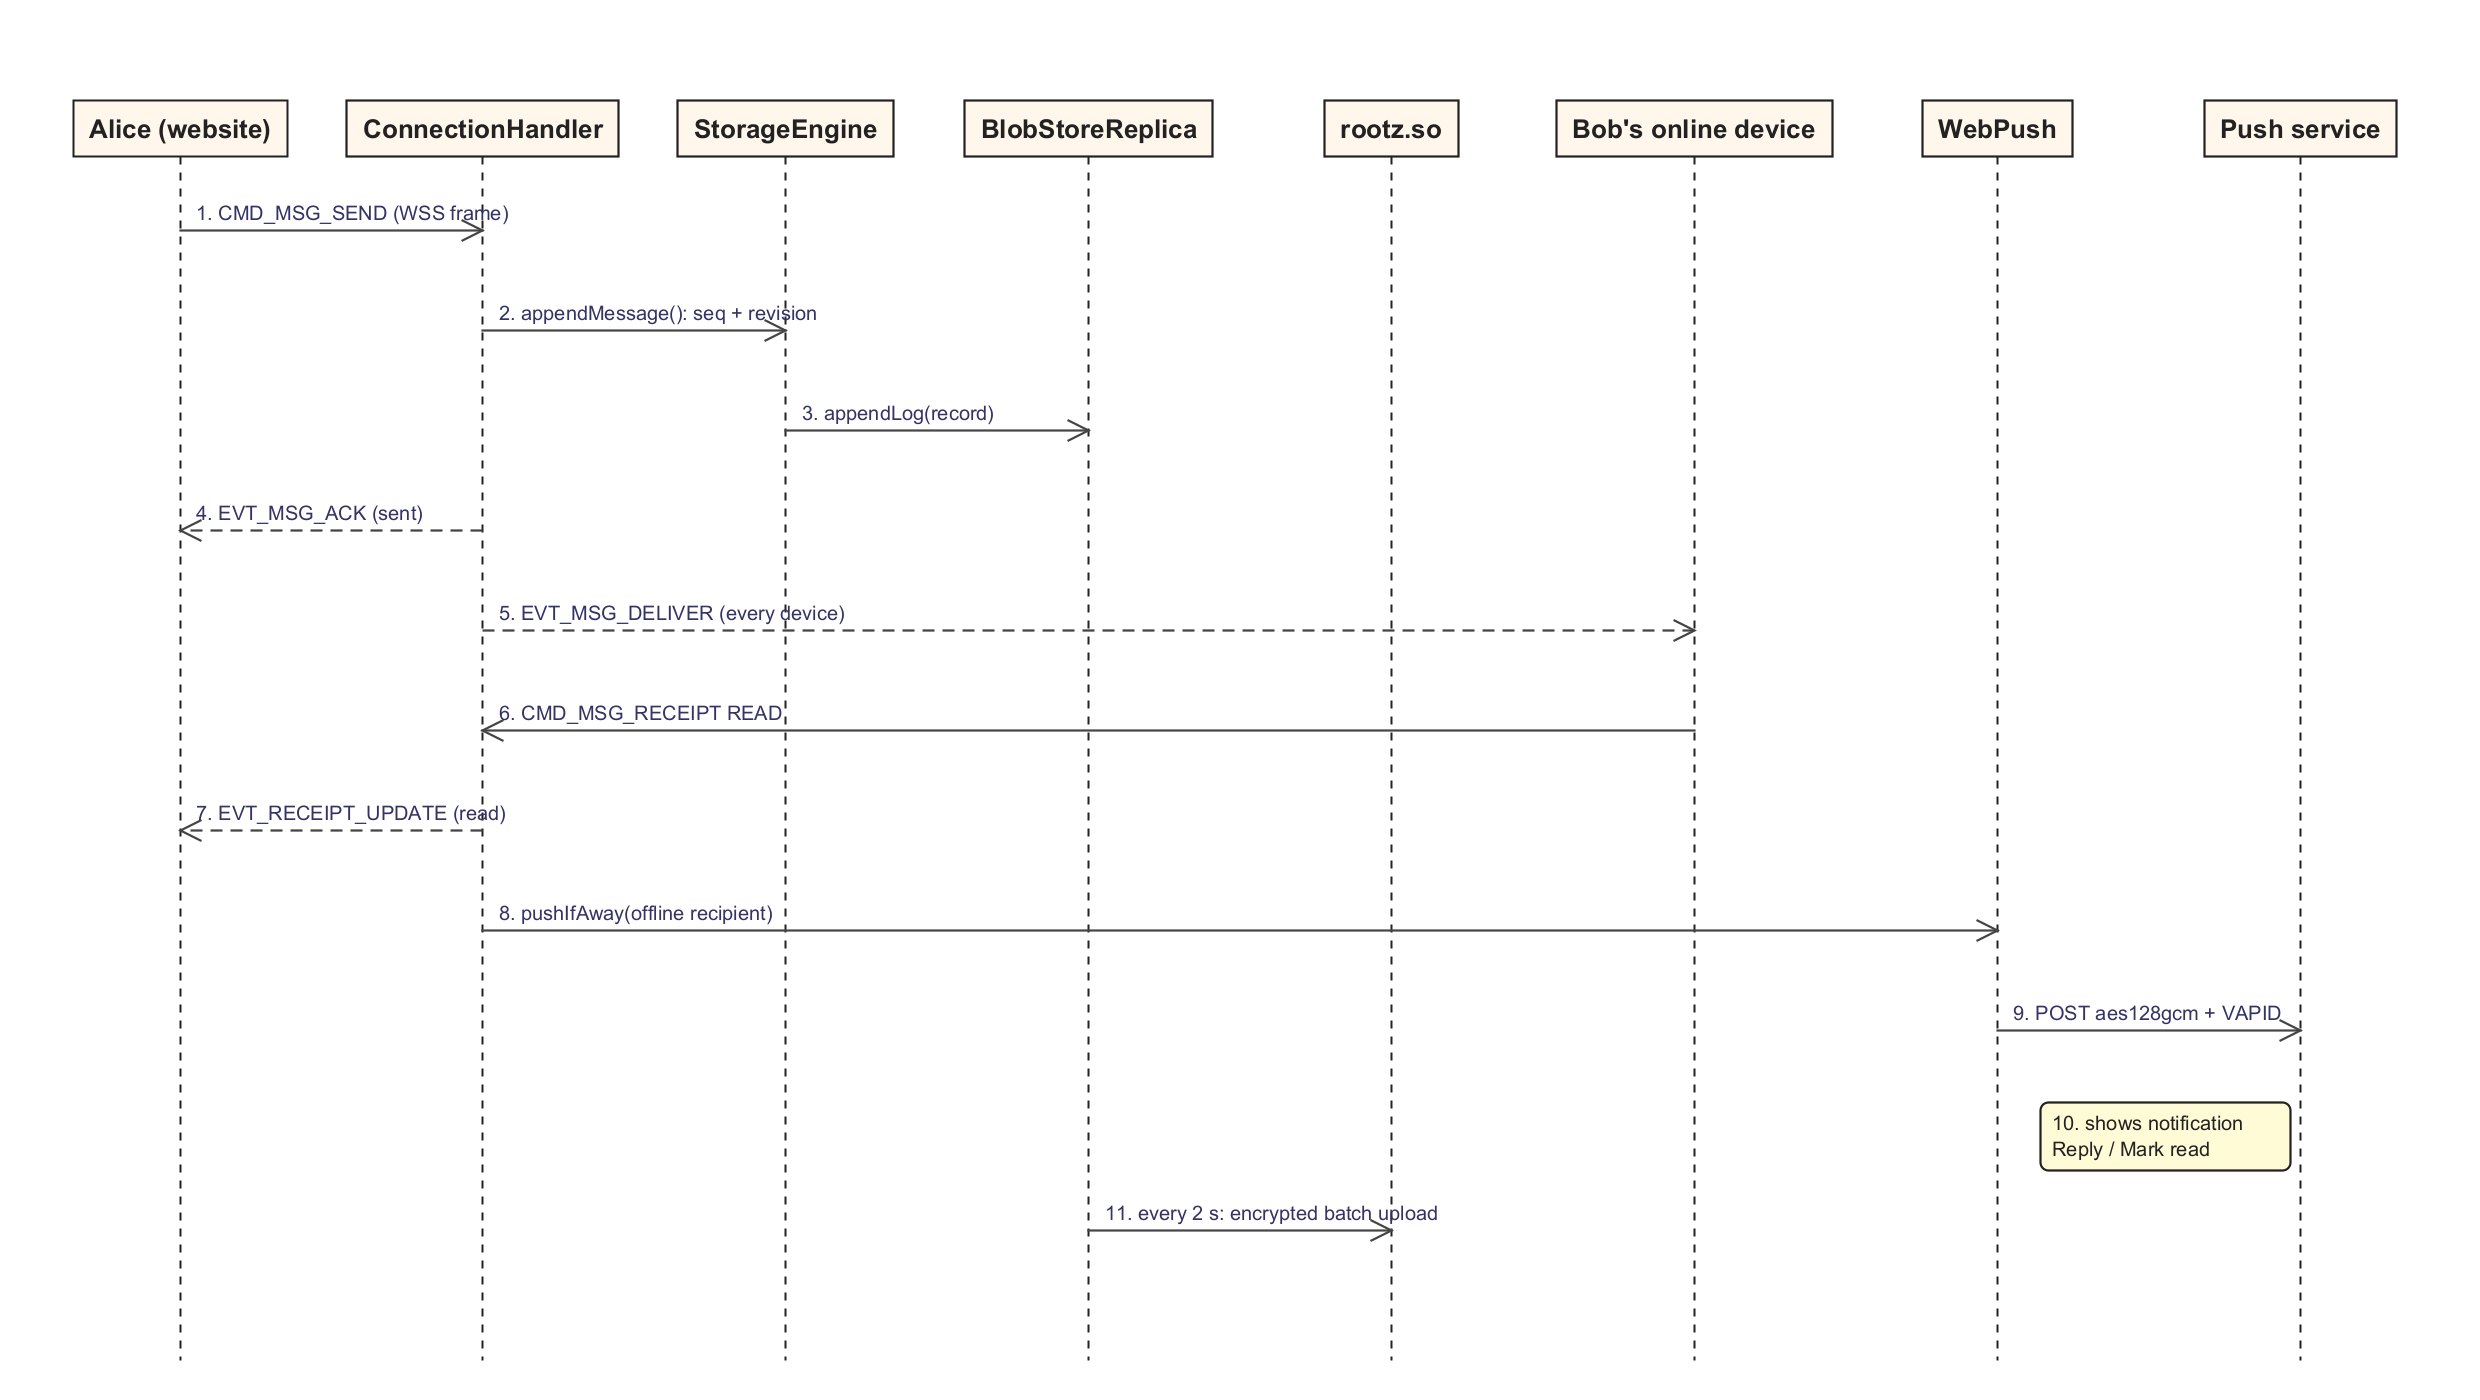 Alice (website)
ConnectionHandler
StorageEngine
BlobStoreReplica
rootz.so
Bob's online device
WebPush
Push service
1. CMD_MSG_SEND (WSS frame)
2. appendMessage(): seq + revision
3. appendLog(record)
4. EVT_MSG_ACK (sent)
5. EVT_MSG_DELIVER (every device)
6. CMD_MSG_RECEIPT READ
7. EVT_RECEIPT_UPDATE (read)
8. pushIfAway(offline recipient)
9. POST aes128gcm + VAPID
10. shows notification
Reply / Mark read
11. every 2 s: encrypted batch upload